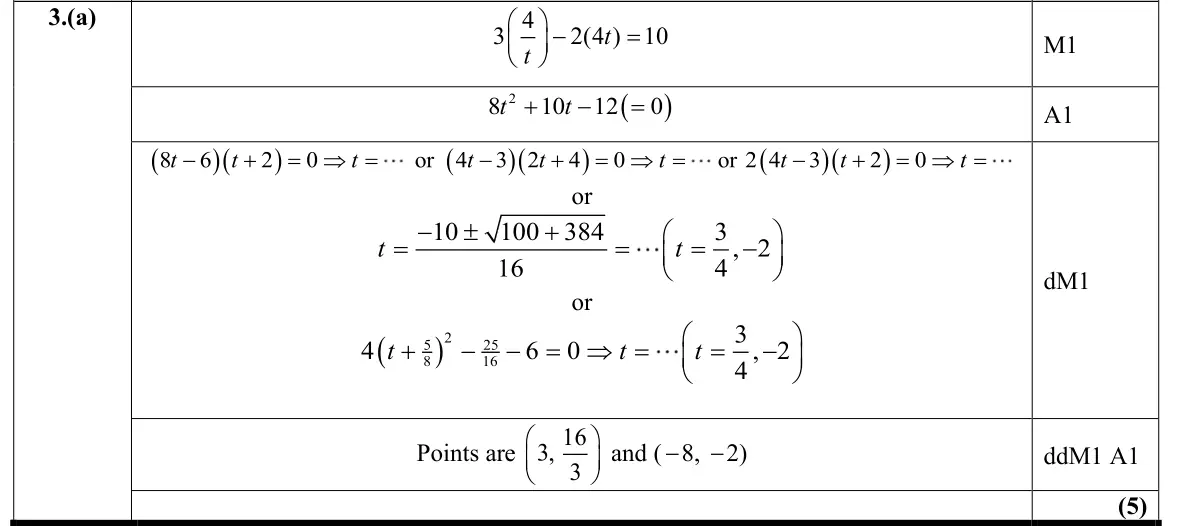 3.(a)
3(4/t) − 2(4t) = 10
M1
8t² + 10t − 12(= 0)
A1
(8t − 6)(t + 2) = 0 ⇒ t = ⋯ or (4t − 3)(2t + 4) = 0 ⇒ t = ⋯ or 2(4t − 3)(t + 2) = 0 ⇒ t = ⋯
or
t = (−10 ± √(100 + 384))/16 = ⋯(t = 3/4, −2)
dM1
or
4(t + 5/8)² − 25/16 − 6 = 0 ⇒ t = ⋯(t = 3/4, −2)
Points are (3, 16/3) and (−8, −2)
ddM1 A1
(5)